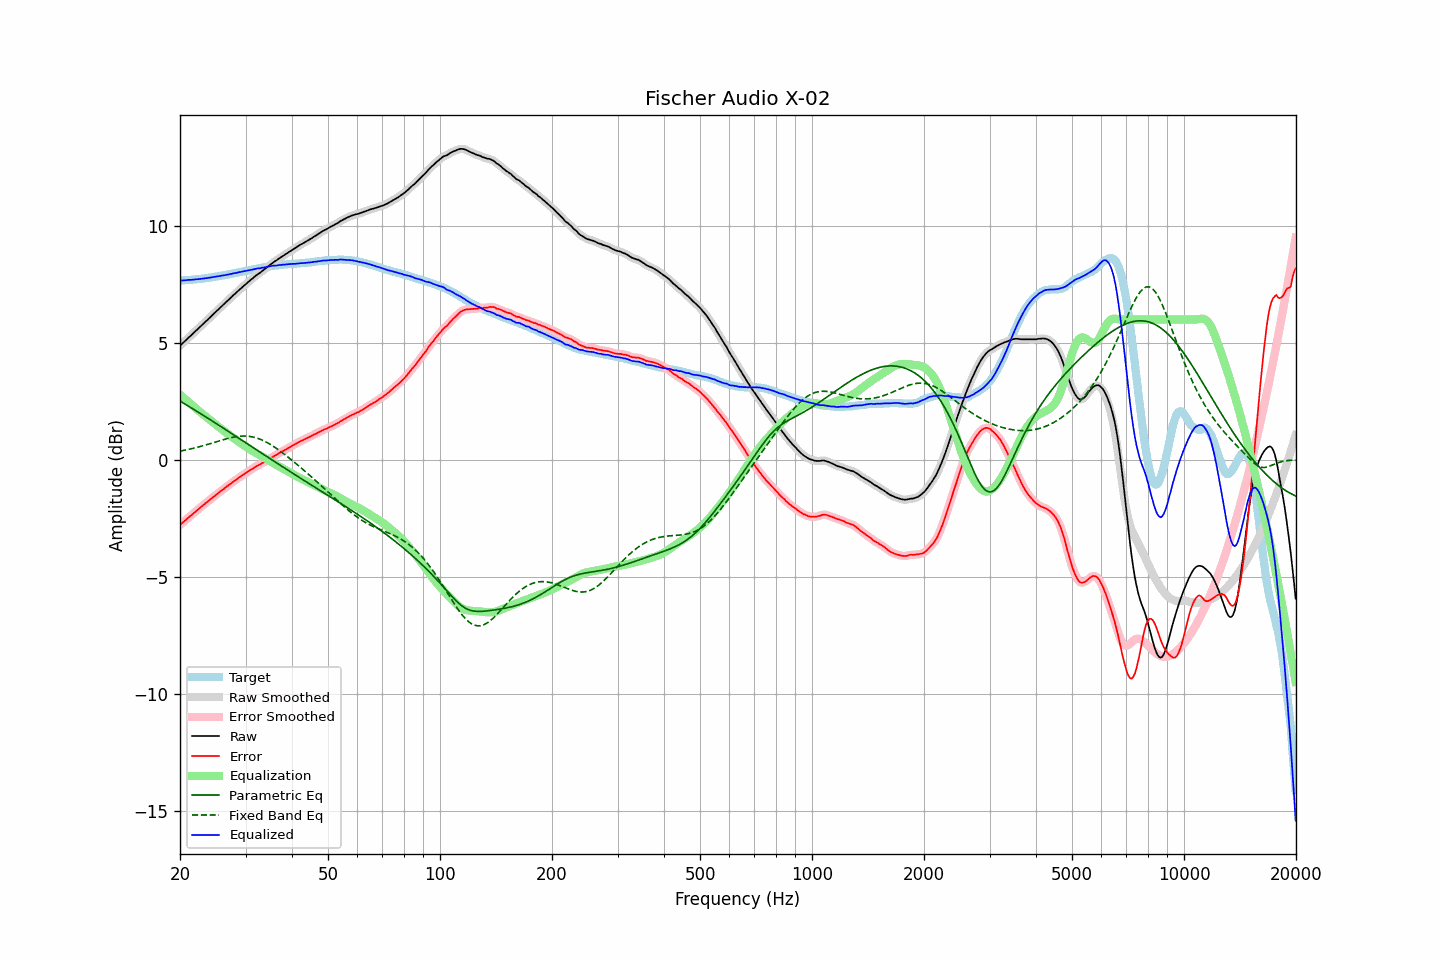 Fischer Audio X-02
Amplitude (dBr)
10
5
0
−5
−10
−15
Target
Raw Smoothed
Error Smoothed
Raw
Error
Equalization
Parametric Eq
Fixed Band Eq
Equalized
20 50 100 200 500 1000 2000 5000 10000 20000
Frequency (Hz)